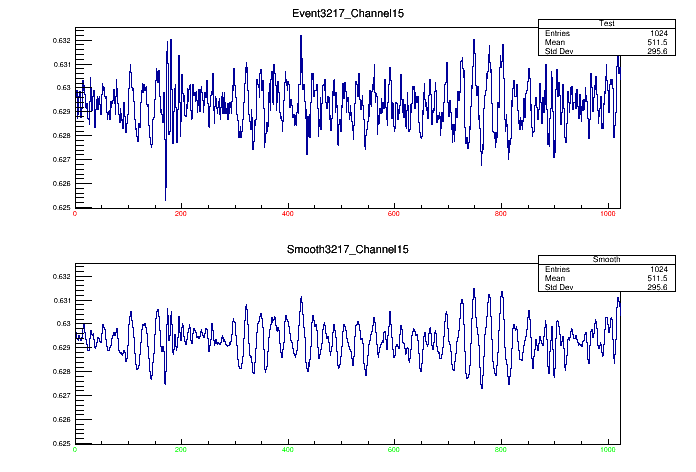 Event3217_Channel15
Test
Entries 1024
Mean 511.5
Std Dev 295.6
0.632
0.631
0.63
0.629
0.628
0.627
0.626
0.625
0 200 400 600 800 1000
Smooth3217_Channel15
Smooth
Entries 1024
Mean 511.5
Std Dev 295.6
0.632
0.631
0.63
0.629
0.628
0.627
0.626
0.625
0 200 400 600 800 1000